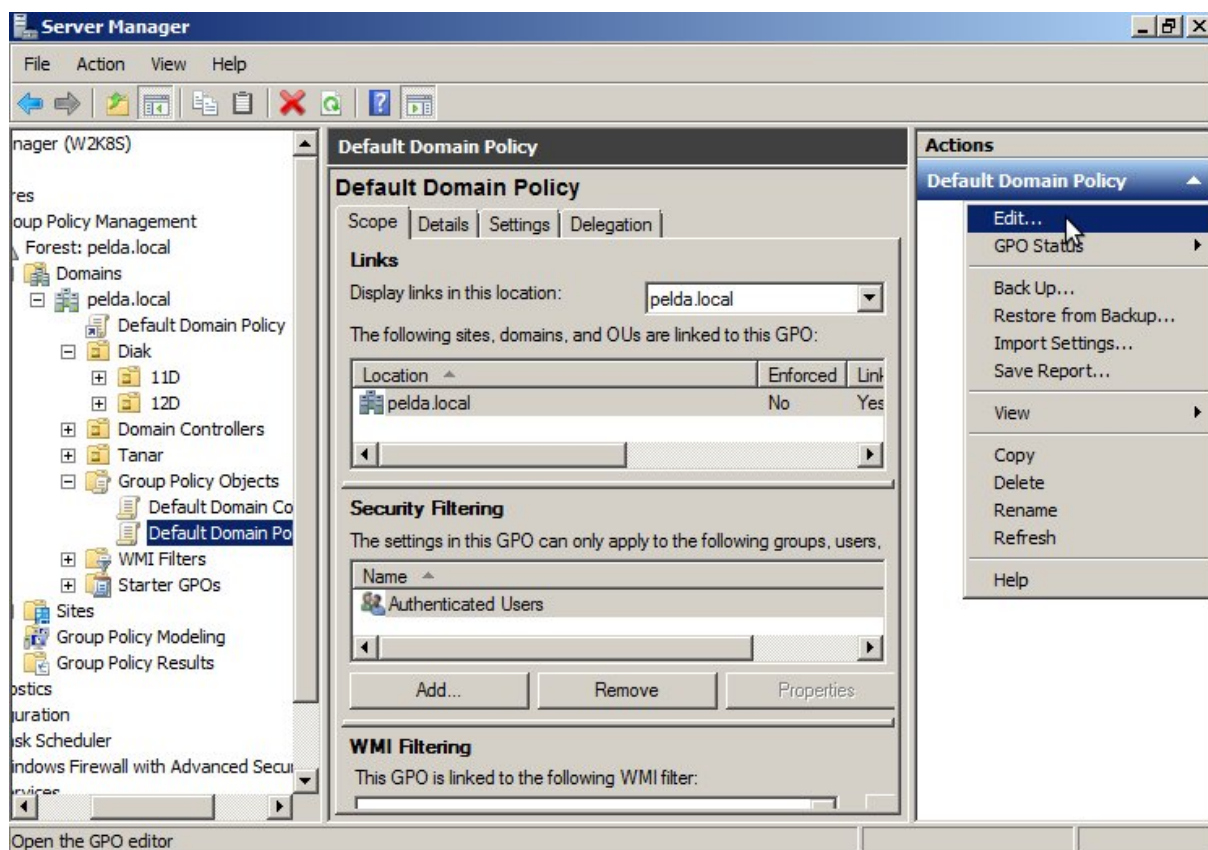 Server Manager
File Action View Help
nager (W2K8S)
res
oup Policy Management
Forest: pelda.local
Domains
pelda.local
Default Domain Policy
Diak
11D
12D
Domain Controllers
Tanar
Group Policy Objects
Default Domain Co
Default Domain Po
WMI Filters
Starter GPOs
Sites
Group Policy Modeling
Group Policy Results
ostics
juration
ask Scheduler
indows Firewall with Advanced Secur
ervices
Default Domain Policy
Default Domain Policy
Scope Details Settings Delegation
Links
Display links in this location: pelda.local
The following sites, domains, and OUs are linked to this GPO:
Location Enforced Link
pelda.local No Yes
Security Filtering
The settings in this GPO can only apply to the following groups, users,
Name
Authenticated Users
Add... Remove Properties
WMI Filtering
This GPO is linked to the following WMI filter:
Actions
Default Domain Policy
Edit...
GPO Status
Back Up...
Restore from Backup...
Import Settings...
Save Report...
View
Copy
Delete
Rename
Refresh
Help
Open the GPO editor